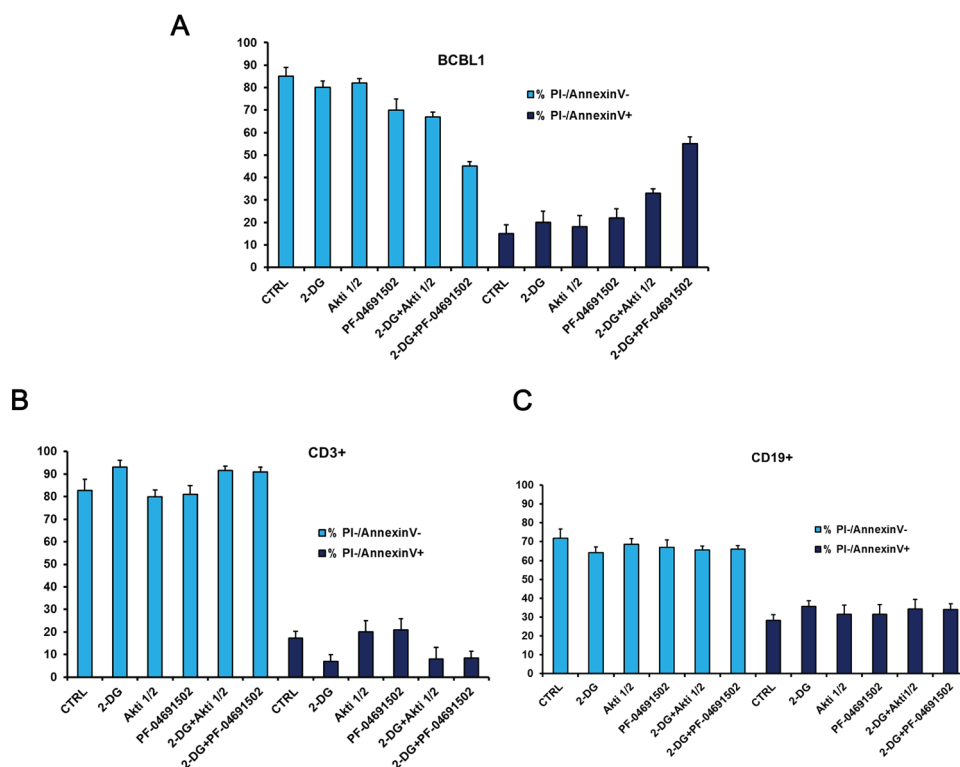 A
BCBL1
100
90
80
70
60
50
40
30
20
10
0
% PI-/AnnexinV-
% PI-/AnnexinV+
CTRL
2-DG
Akti 1/2
PF-04691502
2-DG+Akti 1/2
2-DG+PF-04691502
CTRL
2-DG
Akti 1/2
PF-04691502
2-DG+Akti 1/2
2-DG+PF-04691502
B
CD3+
100
90
80
70
60
50
40
30
20
10
0
% PI-/AnnexinV-
% PI-/AnnexinV+
CTRL
2-DG
Akti 1/2
PF-04691502
2-DG+Akti 1/2
2-DG+PF-04691502
CTRL
2-DG
Akti 1/2
PF-04691502
2-DG+Akti 1/2
2-DG+PF-04691502
C
CD19+
100
90
80
70
60
50
40
30
20
10
0
% PI-/AnnexinV-
% PI-/AnnexinV+
CTRL
2-DG
Akti 1/2
PF-04691502
2-DG+Akti 1/2
2-DG+PF-04691502
CTRL
2-DG
Akti 1/2
PF-04691502
2-DG+Akti1/2
2-DG+PF-04691502